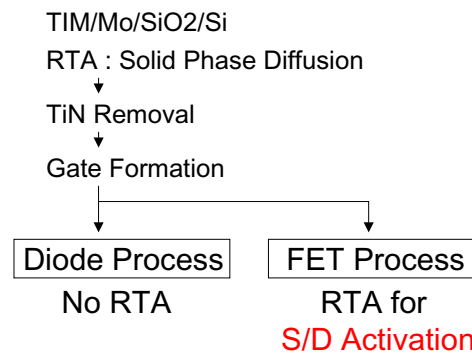 TIM/Mo/SiO2/Si
RTA : Solid Phase Diffusion
TiN Removal
Gate Formation
Diode Process
FET Process
No RTA
RTA for
S/D Activation